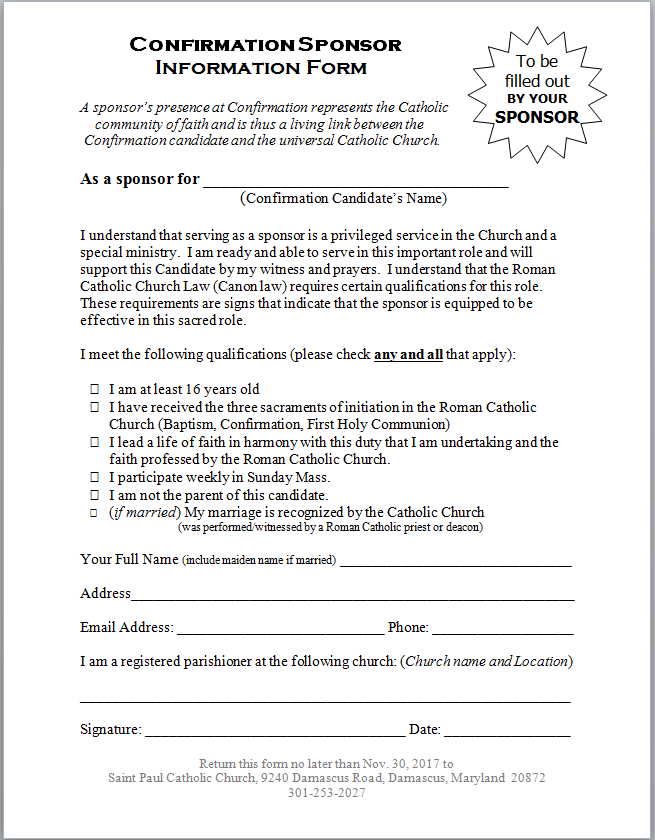 Confirmation Sponsor
Information Form
To be
filled out
BY YOUR
SPONSOR
A sponsor's presence at Confirmation represents the Catholic
community of faith and is thus a living link between the
Confirmation candidate and the universal Catholic Church.
As a sponsor for ______________________________________
(Confirmation Candidate's Name)
I understand that serving as a sponsor is a privileged service in the Church and a
special ministry.  I am ready and able to serve in this important role and will
support this Candidate by my witness and prayers.  I understand that the Roman
Catholic Church Law (Canon law) requires certain qualifications for this role.
These requirements are signs that indicate that the sponsor is equipped to be
effective in this sacred role.
I meet the following qualifications (please check any and all that apply):
☐ I am at least 16 years old
☐ I have received the three sacraments of initiation in the Roman Catholic
Church (Baptism, Confirmation, First Holy Communion)
☐ I lead a life of faith in harmony with this duty that I am undertaking and the
faith professed by the Roman Catholic Church.
☐ I participate weekly in Sunday Mass.
☐ I am not the parent of this candidate.
☐ (if married) My marriage is recognized by the Catholic Church
(was performed/witnessed by a Roman Catholic priest or deacon)
Your Full Name (include maiden name if married) _______________________________
Address___________________________________________________________
Email Address: ____________________________ Phone: ___________________
I am a registered parishioner at the following church: (Church name and Location)
__________________________________________________________________
Signature: ___________________________________ Date: _________________
Return this form no later than Nov. 30, 2017 to
Saint Paul Catholic Church, 9240 Damascus Road, Damascus, Maryland  20872
301-253-2027